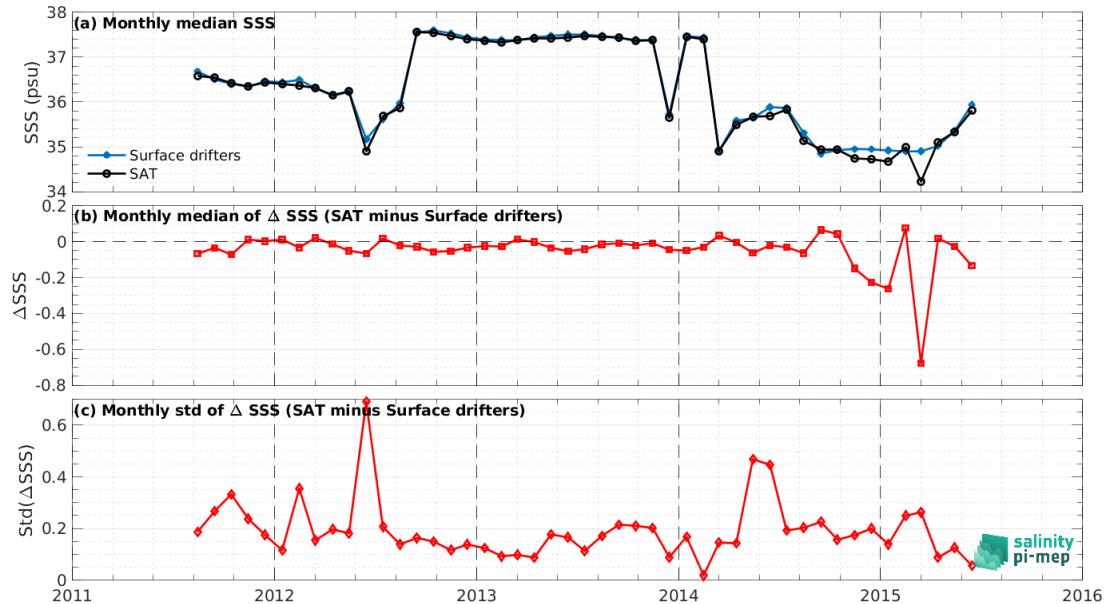 (a) Monthly median SSS
38
37
36
35
34
SSS (psu)
Surface drifters
SAT
(b) Monthly median of Δ SSS (SAT minus Surface drifters)
0.2
0
-0.2
-0.4
-0.6
-0.8
ΔSSS
(c) Monthly std of Δ SSS (SAT minus Surface drifters)
0.6
0.4
0.2
0
Std(ΔSSS)
salinity
pi-mep
2011 2012 2013 2014 2015 2016